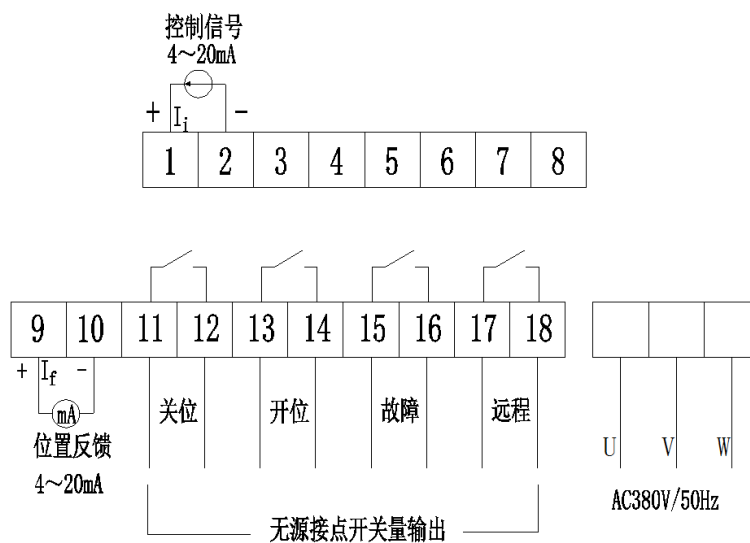 控制信号
4～20mA
+ Ii -
1 2 3 4 5 6 7 8
9 10 11 12 13 14 15 16 17 18
+ If -
mA
关位 开位 故障 远程
位置反馈
4～20mA
U V W
AC380V/50Hz
无源接点开关量输出